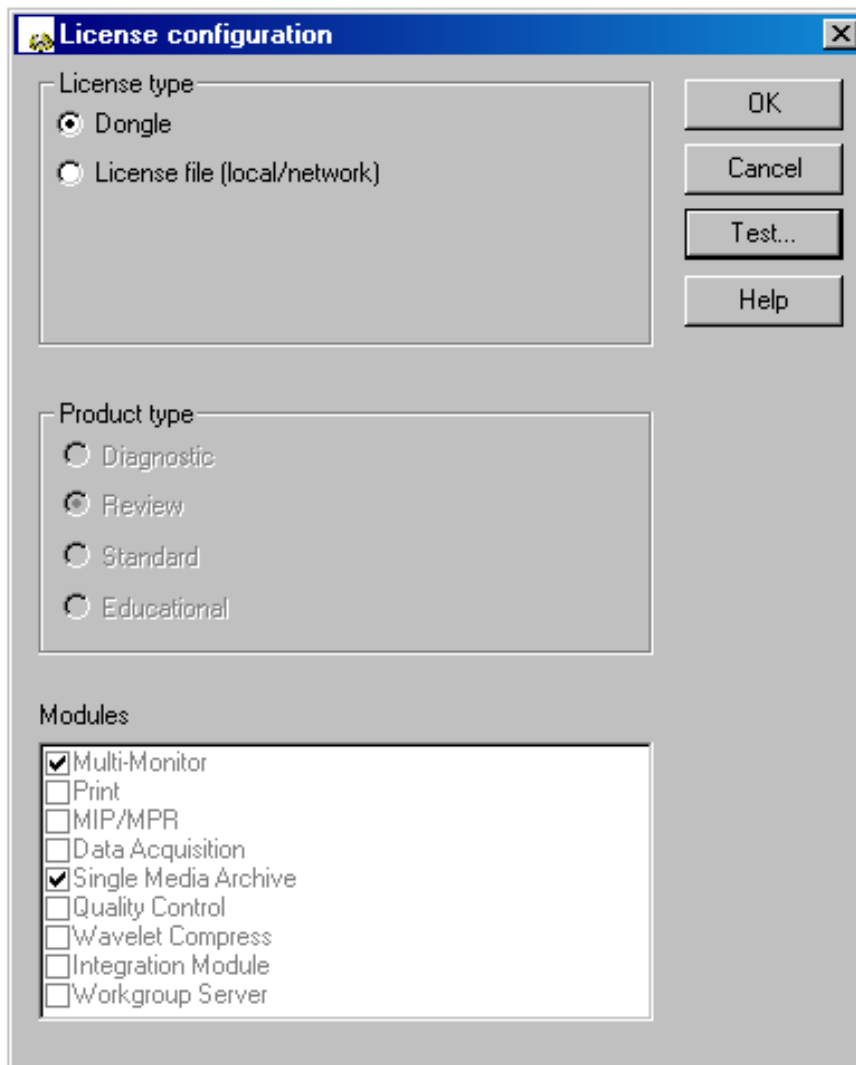 License configuration
License type
Dongle
License file (local/network)
OK
Cancel
Test...
Help
Product type
Diagnostic
Review
Standard
Educational
Modules
Multi-Monitor
Print
MIP/MPR
Data Acquisition
Single Media Archive
Quality Control
Wavelet Compress
Integration Module
Workgroup Server